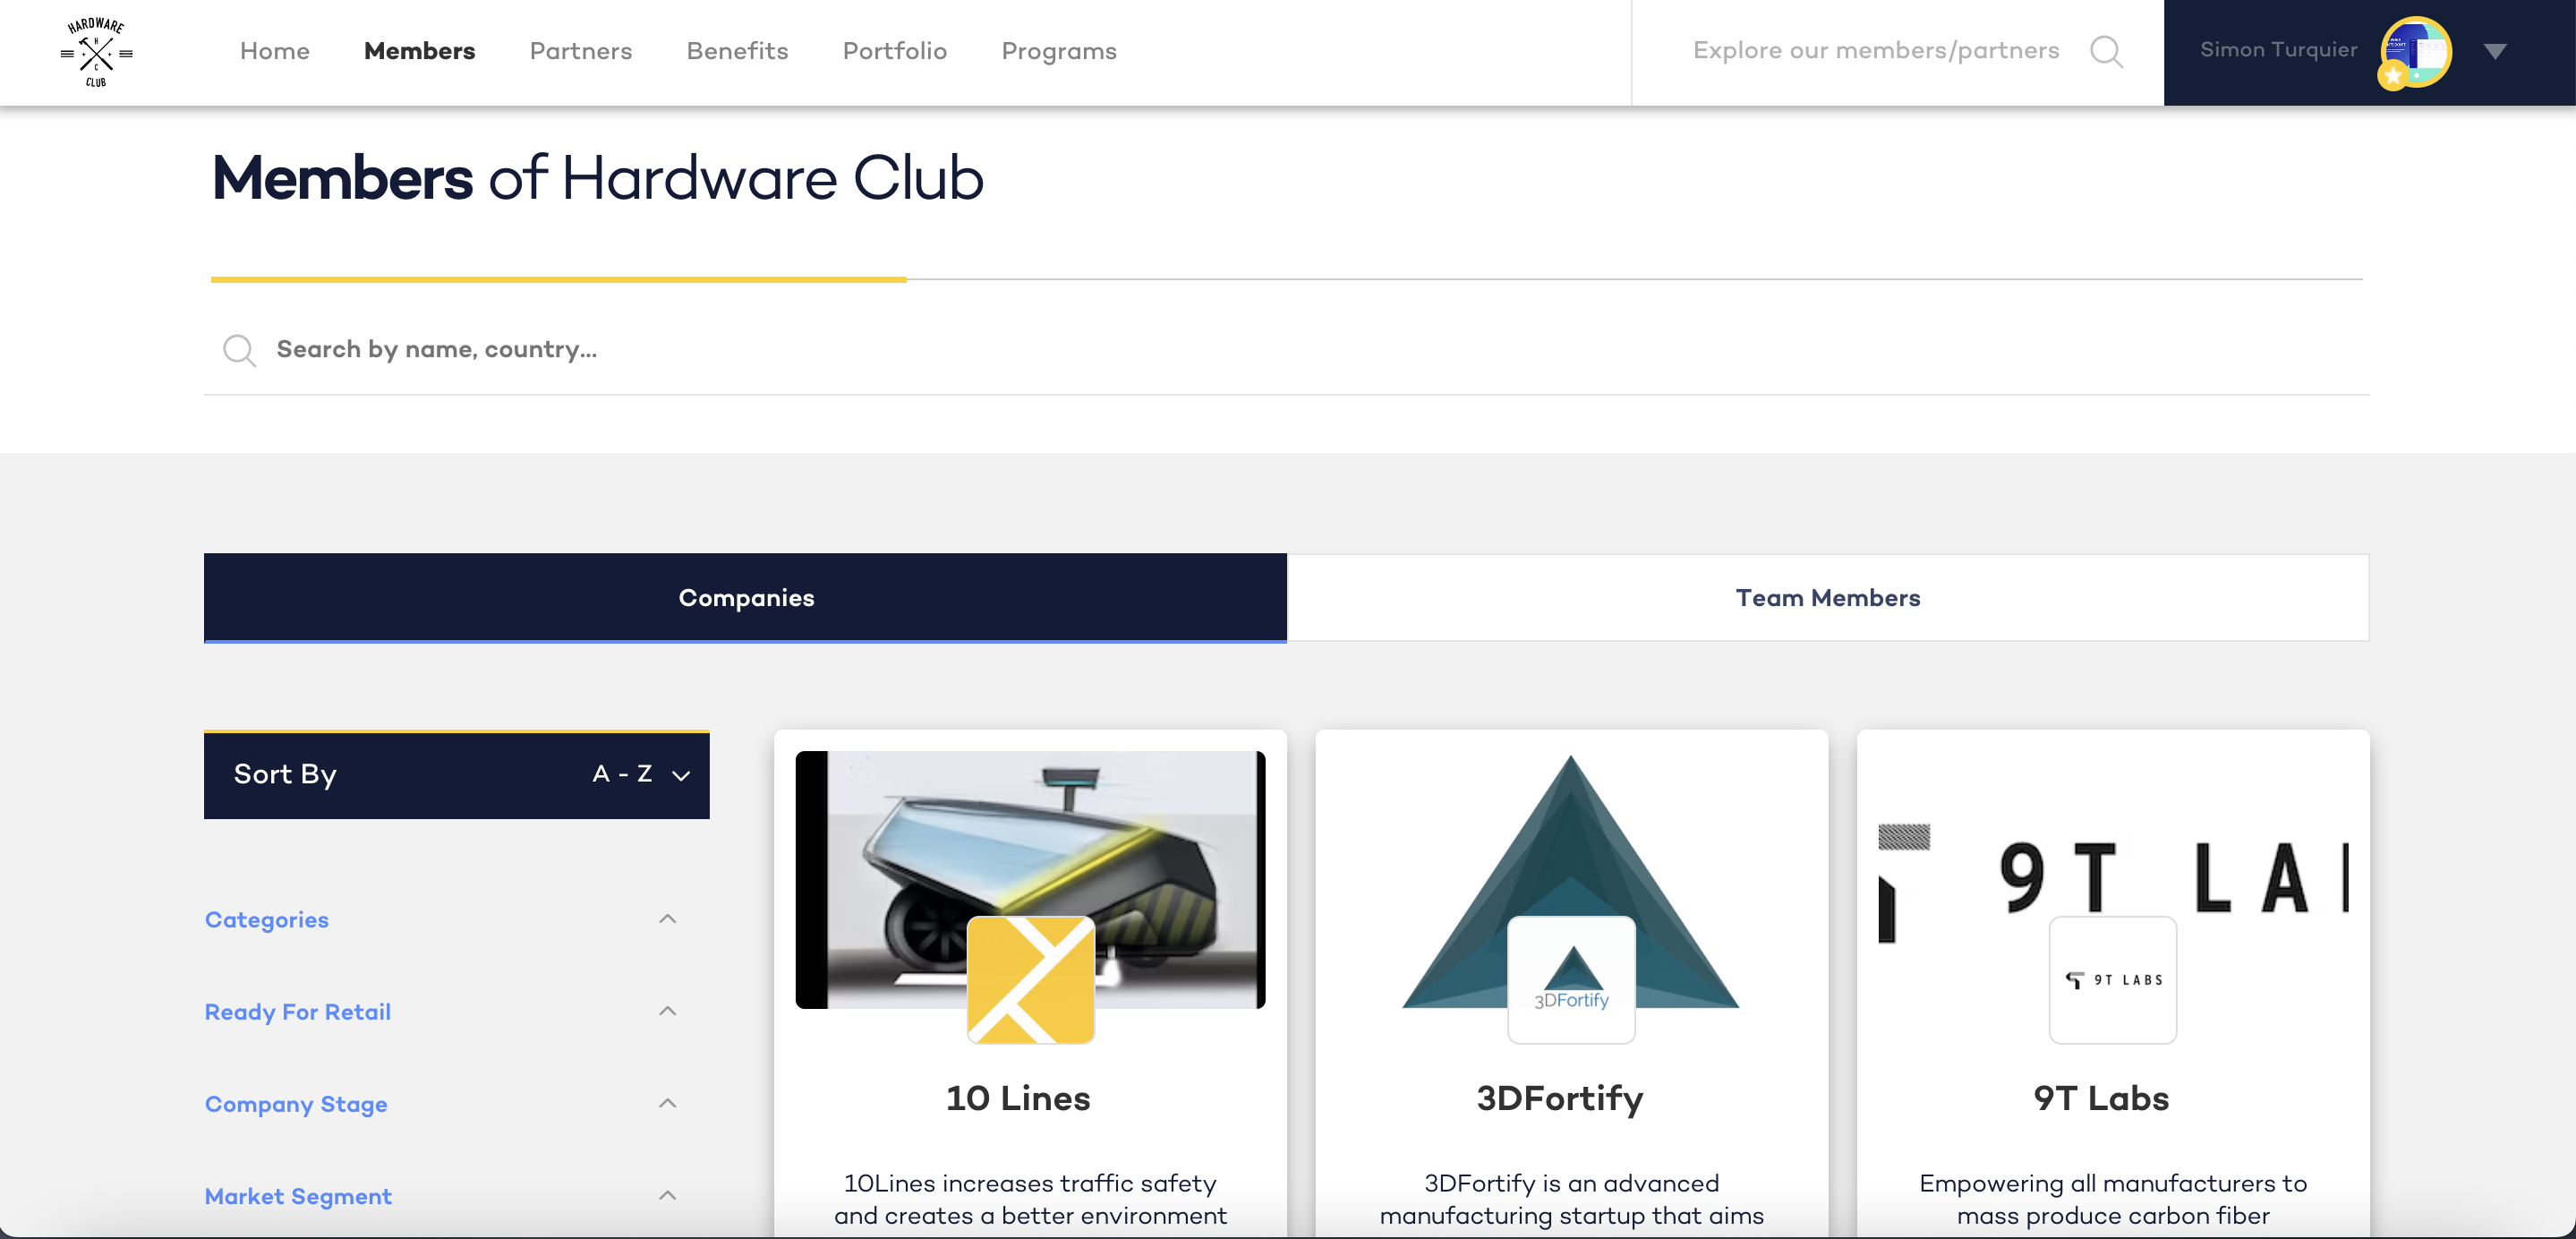 HARDWARE
H
C
CLUB
Home
Members
Partners
Benefits
Portfolio
Programs
Explore our members/partners
Simon Turquier
Members of Hardware Club
Search by name, country...
Companies
Team Members
Sort By
A - Z
Categories
Ready For Retail
Company Stage
Market Segment
10 Lines
10Lines increases traffic safety
and creates a better environment
3DFortify
3DFortify
3DFortify is an advanced
manufacturing startup that aims
9T LA
9T LABS
9T Labs
Empowering all manufacturers to
mass produce carbon fiber